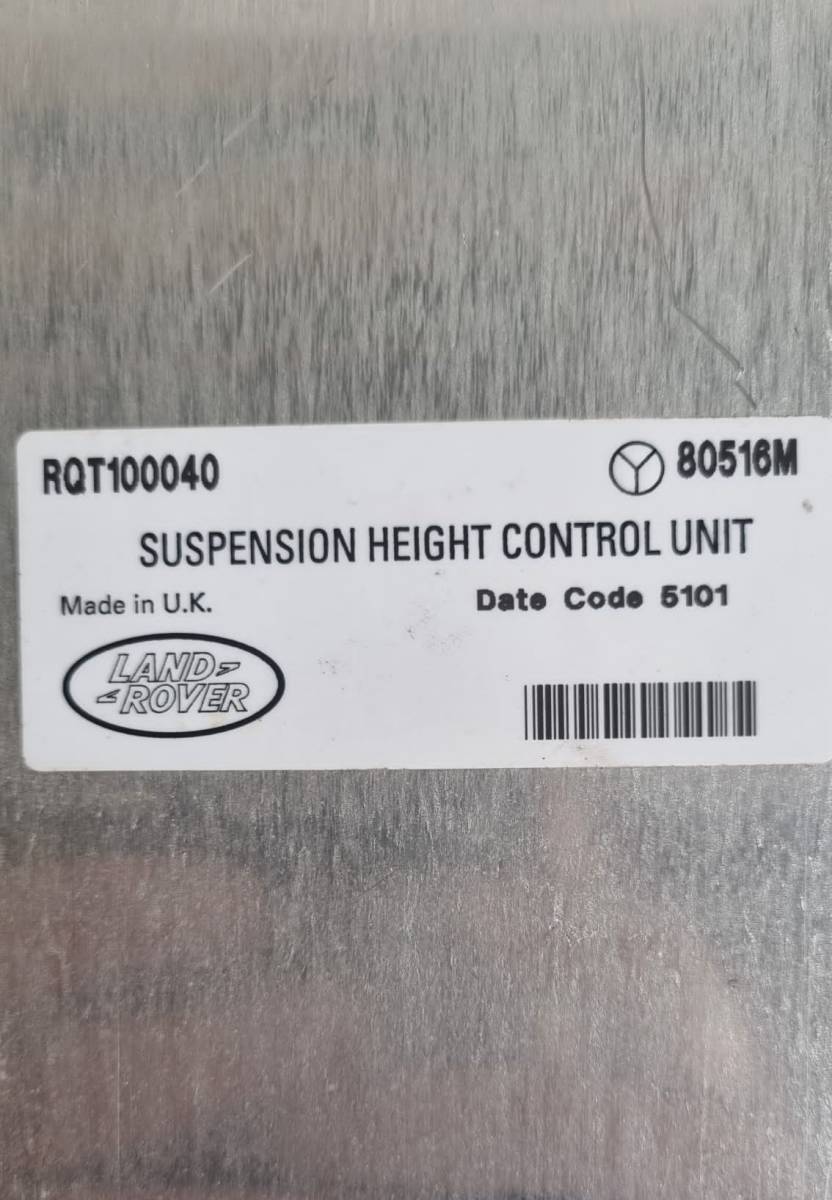 RQT100040 80516M
SUSPENSION HEIGHT CONTROL UNIT
Made in U.K. Date Code 5101
LAND
ROVER